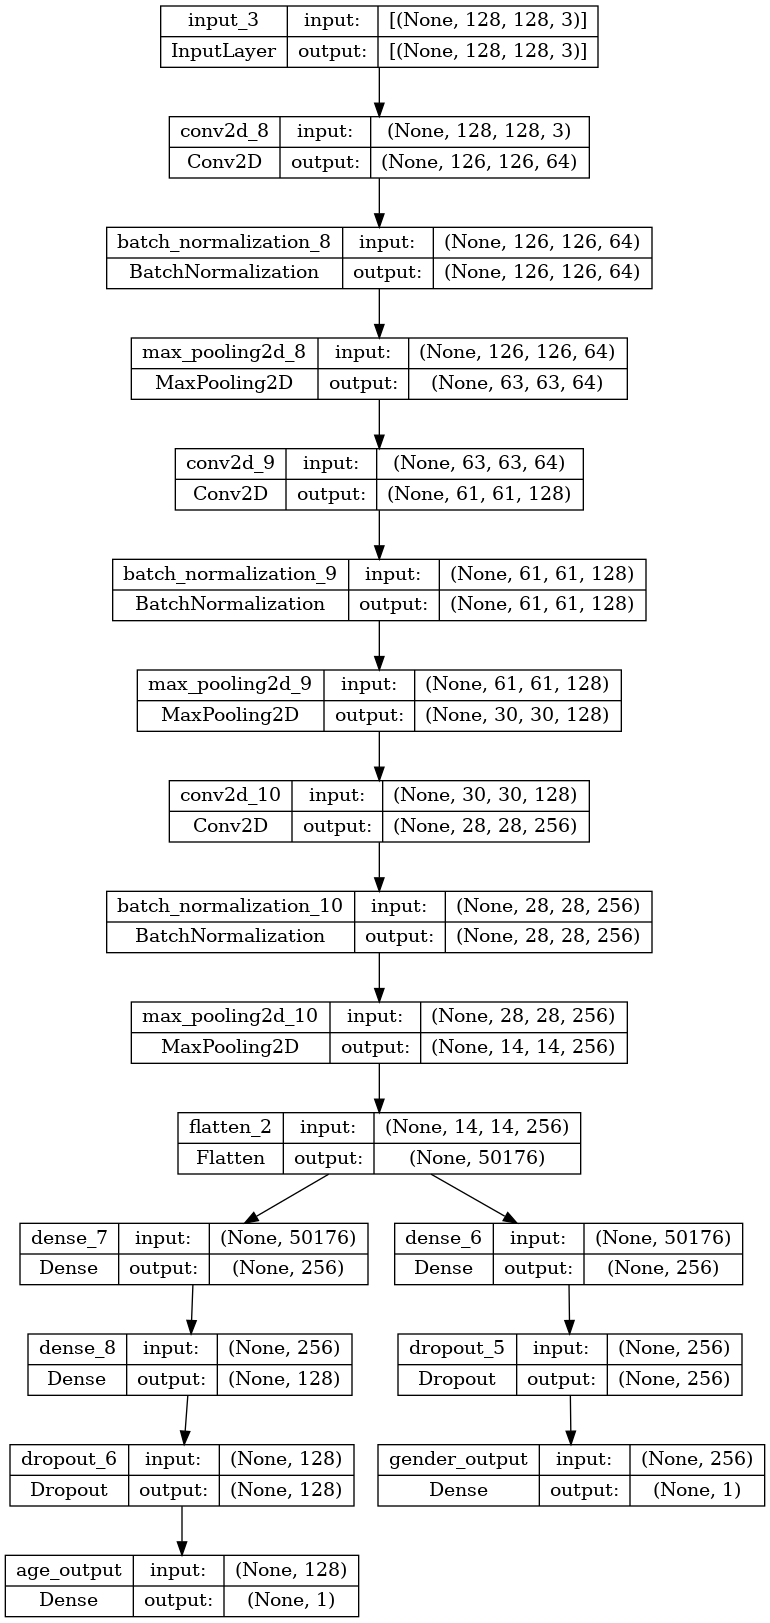 input_3 input: [(None, 128, 128, 3)]
InputLayer output: [(None, 128, 128, 3)]
conv2d_8 input: (None, 128, 128, 3)
Conv2D output: (None, 126, 126, 64)
batch_normalization_8 input: (None, 126, 126, 64)
BatchNormalization output: (None, 126, 126, 64)
max_pooling2d_8 input: (None, 126, 126, 64)
MaxPooling2D output: (None, 63, 63, 64)
conv2d_9 input: (None, 63, 63, 64)
Conv2D output: (None, 61, 61, 128)
batch_normalization_9 input: (None, 61, 61, 128)
BatchNormalization output: (None, 61, 61, 128)
max_pooling2d_9 input: (None, 61, 61, 128)
MaxPooling2D output: (None, 30, 30, 128)
conv2d_10 input: (None, 30, 30, 128)
Conv2D output: (None, 28, 28, 256)
batch_normalization_10 input: (None, 28, 28, 256)
BatchNormalization output: (None, 28, 28, 256)
max_pooling2d_10 input: (None, 28, 28, 256)
MaxPooling2D output: (None, 14, 14, 256)
flatten_2 input: (None, 14, 14, 256)
Flatten output: (None, 50176)
dense_7 input: (None, 50176)
Dense output: (None, 256)
dense_6 input: (None, 50176)
Dense output: (None, 256)
dense_8 input: (None, 256)
Dense output: (None, 128)
dropout_5 input: (None, 256)
Dropout output: (None, 256)
dropout_6 input: (None, 128)
Dropout output: (None, 128)
gender_output input: (None, 256)
Dense output: (None, 1)
age_output input: (None, 128)
Dense output: (None, 1)